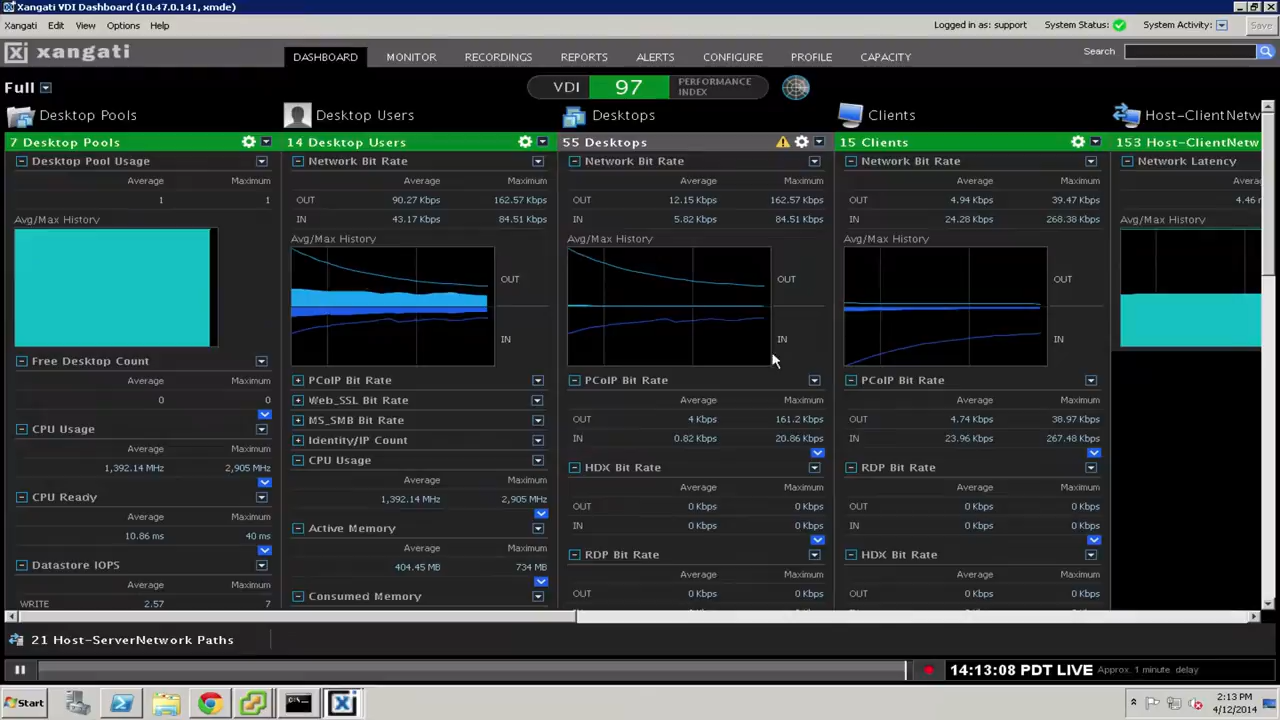 Xangati VDI Dashboard (10.47.0.141, xmde)
Xangati Edit View Options Help Logged in as: support System Status: System Activity: Save
xangati DASHBOARD MONITOR RECORDINGS REPORTS ALERTS CONFIGURE PROFILE CAPACITY Search
Full VDI 97 PERFORMANCE INDEX
Desktop Pools
7 Desktop Pools
Desktop Pool Usage
Average Maximum
1 1
Avg/Max History
Free Desktop Count
Average Maximum
0 0
CPU Usage
Average Maximum
1,392.14 MHz 2,905 MHz
CPU Ready
Average Maximum
10.86 ms 40 ms
Datastore IOPS
Average Maximum
WRITE 2.57 7
Desktop Users
14 Desktop Users
Network Bit Rate
Average Maximum
OUT 90.27 Kbps 162.57 Kbps
IN 43.17 Kbps 84.51 Kbps
Avg/Max History
OUT
IN
PCoIP Bit Rate
Web_SSL Bit Rate
MS_SMB Bit Rate
Identity/IP Count
CPU Usage
Average Maximum
1,392.14 MHz 2,905 MHz
Active Memory
Average Maximum
404.45 MB 734 MB
Consumed Memory
Desktops
55 Desktops
Network Bit Rate
Average Maximum
OUT 12.15 Kbps 162.57 Kbps
IN 5.82 Kbps 84.51 Kbps
Avg/Max History
OUT
IN
PCoIP Bit Rate
Average Maximum
OUT 4 Kbps 161.2 Kbps
IN 0.82 Kbps 20.86 Kbps
HDX Bit Rate
Average Maximum
OUT 0 Kbps 0 Kbps
IN 0 Kbps 0 Kbps
RDP Bit Rate
Average Maximum
OUT 0 Kbps 0 Kbps
Clients
15 Clients
Network Bit Rate
Average Maximum
OUT 4.94 Kbps 39.47 Kbps
IN 24.28 Kbps 268.38 Kbps
Avg/Max History
OUT
IN
PCoIP Bit Rate
Average Maximum
OUT 4.74 Kbps 38.97 Kbps
IN 23.96 Kbps 267.48 Kbps
RDP Bit Rate
Average Maximum
OUT 0 Kbps 0 Kbps
IN 0 Kbps 0 Kbps
HDX Bit Rate
Average Maximum
OUT 0 Kbps 0 Kbps
Host-ClientNetw
153 Host-ClientNetw
Network Latency
Avera
4.46
Avg/Max History
21 Host-ServerNetwork Paths
14:13:08 PDT LIVE Approx. 1 minute delay
Start 2:13 PM
4/12/2014